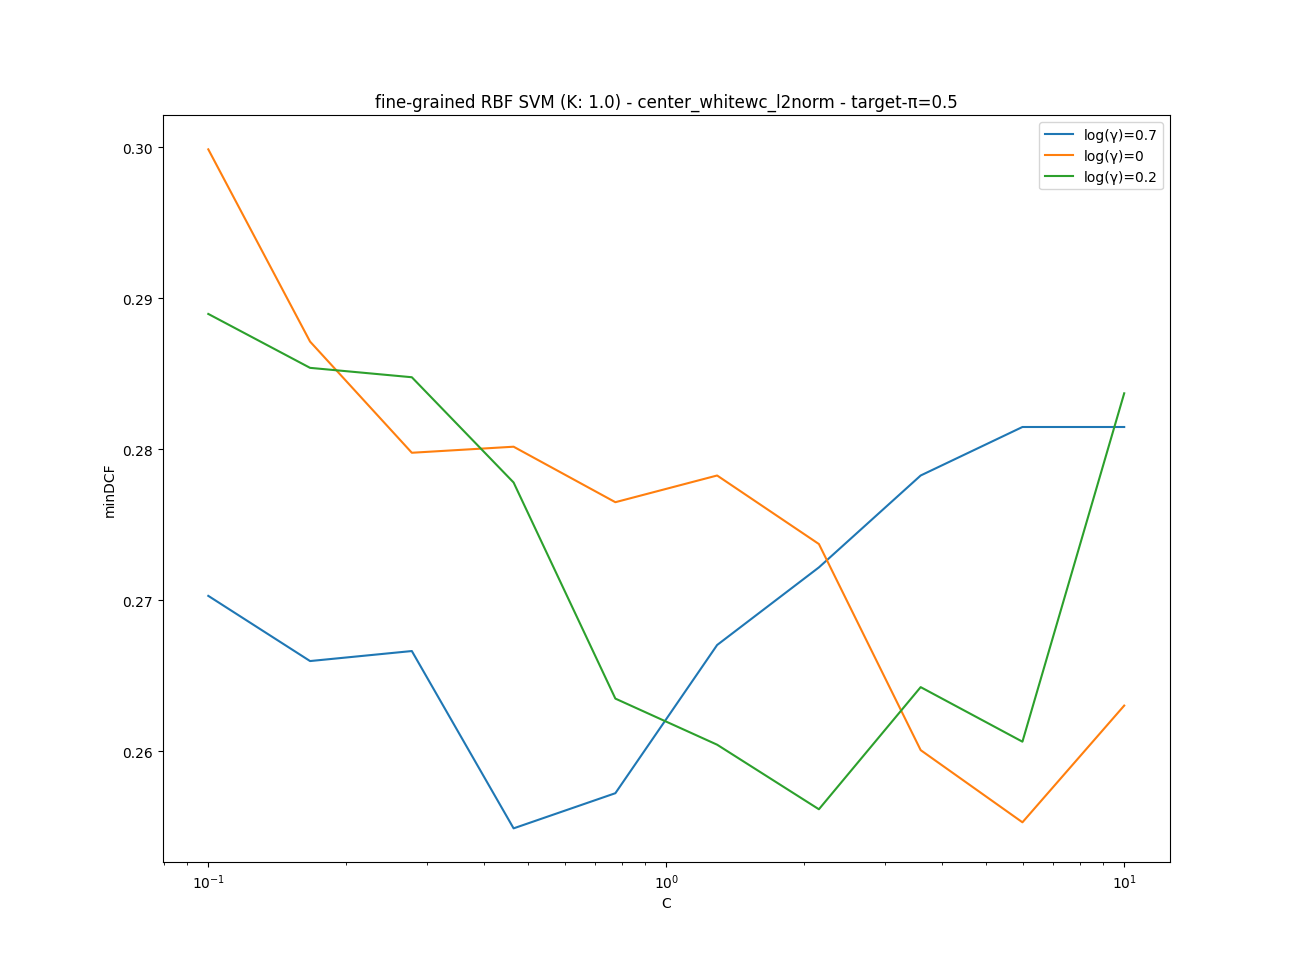 fine-grained RBF SVM (K: 1.0) - center_whitewc_l2norm - target-π=0.5
log(γ)=0.7
log(γ)=0
log(γ)=0.2
0.30
0.29
0.28
0.27
0.26
minDCF
10⁻¹
10⁰
10¹
C